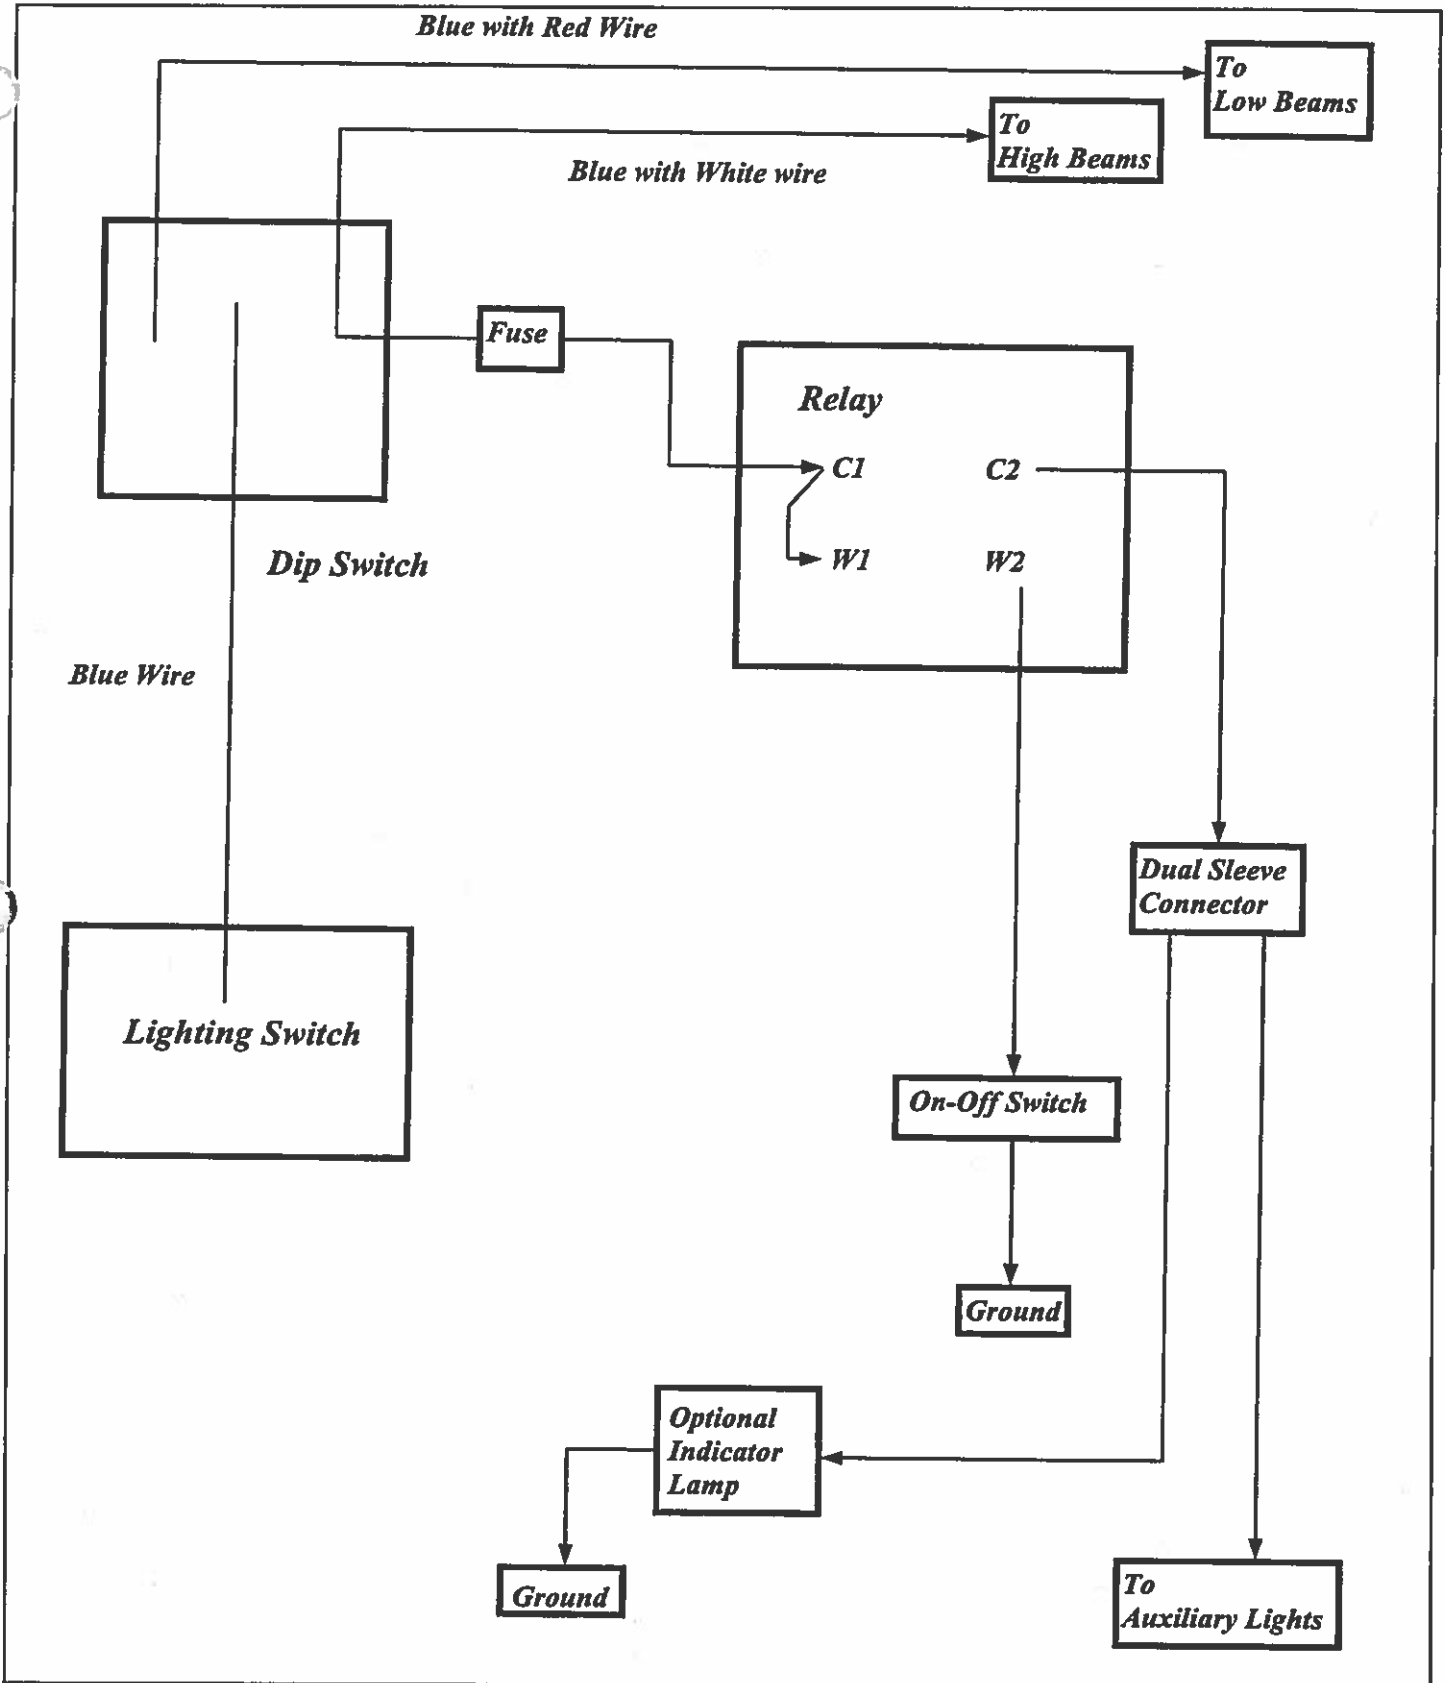 Blue with Red Wire
To
Low Beams
To
High Beams
Blue with White wire
Fuse
Relay
C1
C2
W1
W2
Dip Switch
Blue Wire
Dual Sleeve
Connector
Lighting Switch
On-Off Switch
Ground
Optional
Indicator
Lamp
Ground
To
Auxiliary Lights